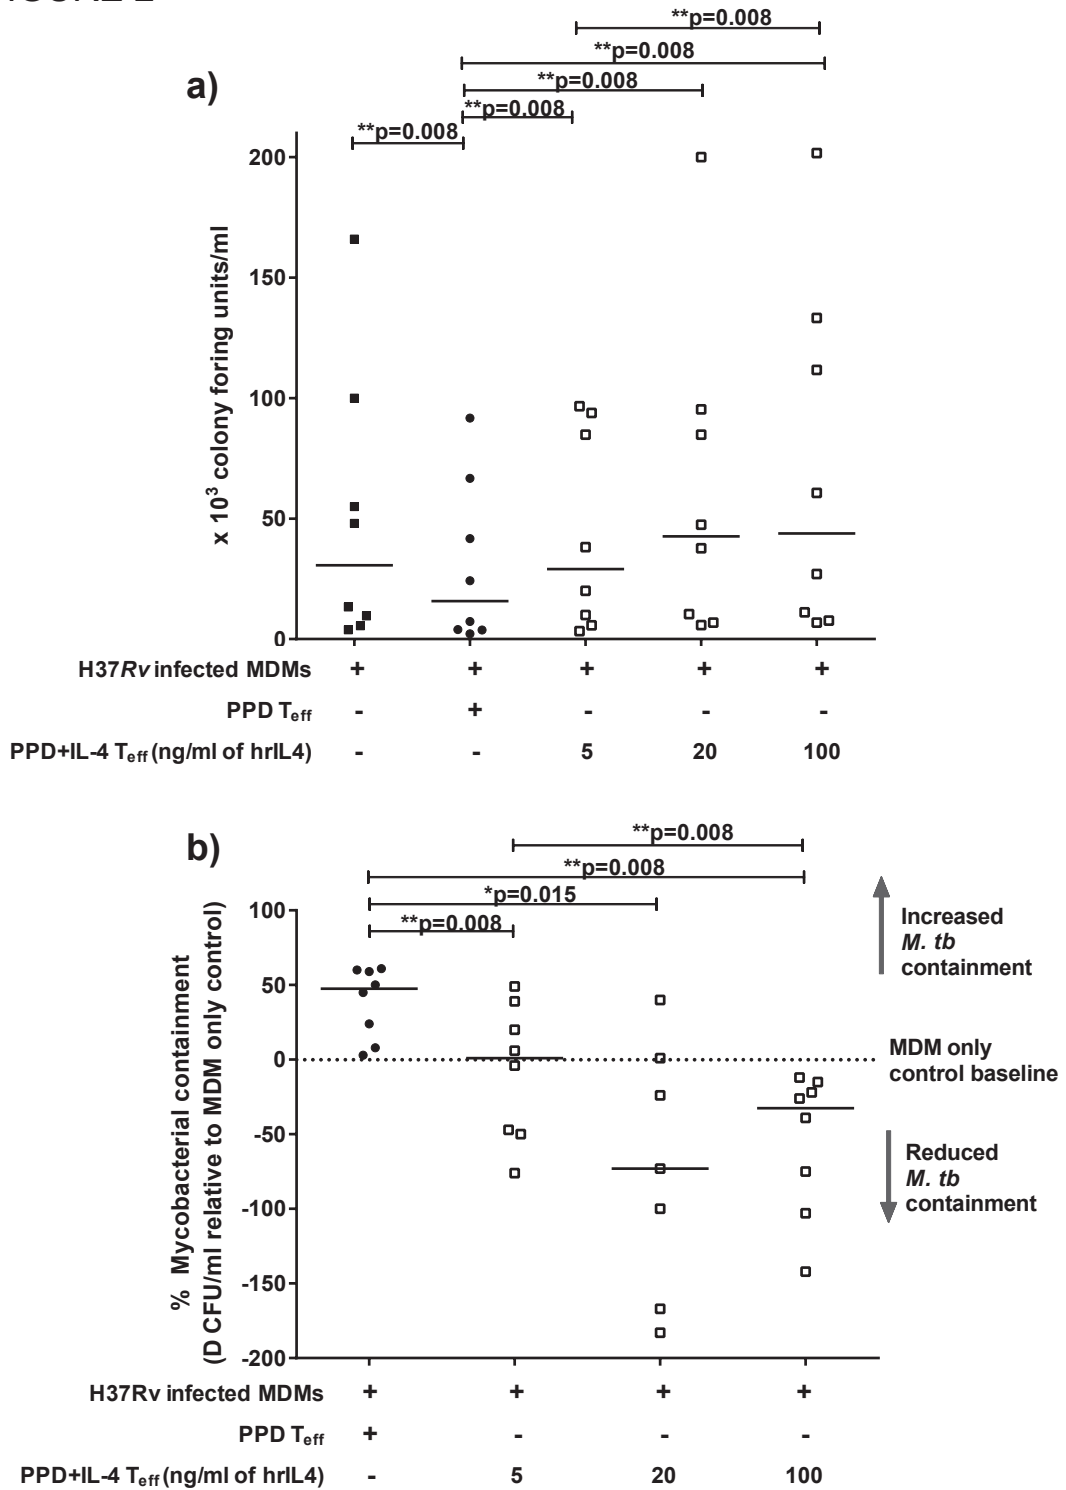 **p=0.008
**p=0.008
a)
**p=0.008
**p=0.008
**p=0.008
200
150
100
50
0
x 10³ colony foring units/ml
H37Rv infected MDMs + + + + +
PPD Teff - + - - -
PPD+IL-4 Teff (ng/ml of hrIL4) - - 5 20 100
b)
**p=0.008
**p=0.008
*p=0.015
**p=0.008
100
50
0
-50
-100
-150
-200
% Mycobacterial containment
(D CFU/ml relative to MDM only control)
Increased
M. tb
containment
MDM only
control baseline
Reduced
M. tb
containment
H37Rv infected MDMs + + + +
PPD Teff + - - -
PPD+IL-4 Teff (ng/ml of hrIL4) - 5 20 100